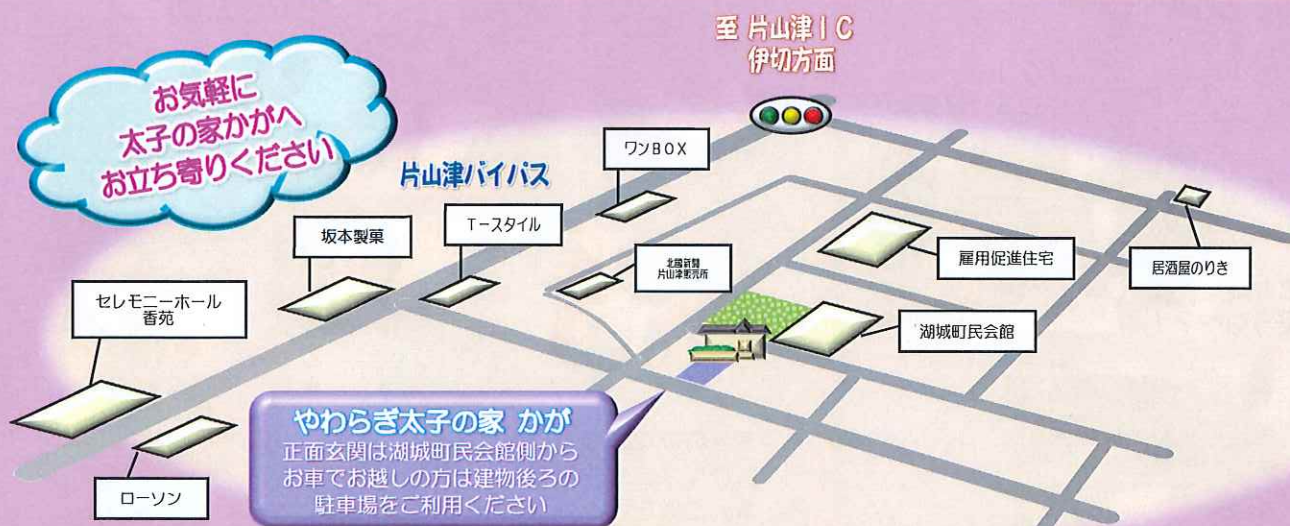 至 片山津IC
伊切方面
お気軽に
太子の家かがへ
お立ち寄りください
片山津バイパス
ワンBOX
T-スタイル
坂本製菓
セレモニーホール
香苑
ローソン
北國新聞
片山津販売所
雇用促進住宅
居酒屋のりき
湖城町民会館
やわらぎ太子の家 かが
正面玄関は湖城町民会館側から
お車でお越しの方は建物後ろの
駐車場をご利用ください